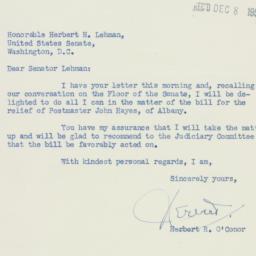 REC'D DEC 8 195
Honorable Herbert H. Lehman,
United States Senate,
Washington, D.C.
Dear Senator Lehman:
I have your letter this morning and, recalling
our conversation on the Floor of the Senate, I will be de-
lighted to do all I can in the matter of the bill for the
relief of Postmaster John Hayes, of Albany.
You have my assurance that I will take the matt
up and will be glad to recommend to the Judiciary Committee
that the bill be favorably acted on.
With kindest personal regards, I am,
Sincerely yours,
Herbert
Herbert R. O'Conor